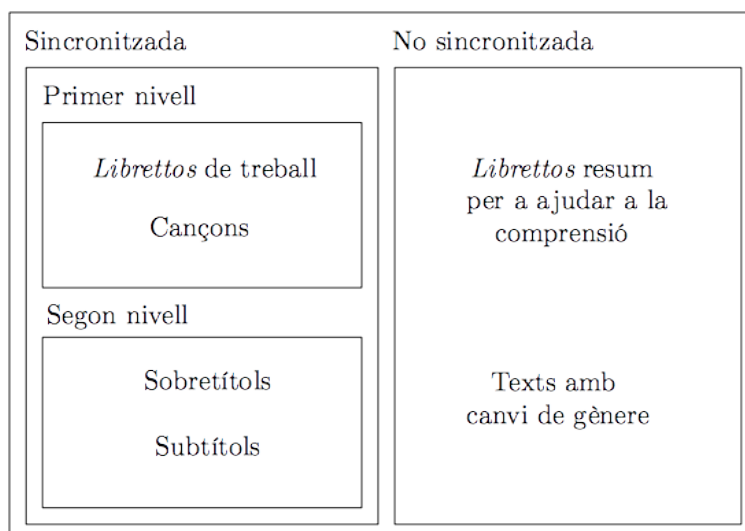 Sincronitzada
Primer nivell
Librettos de treball
Cançons
Segon nivell
Sobretítols
Subtítols
No sincronitzada
Librettos resum
per a ajudar a la
comprensió
Texts amb
canvi de gènere